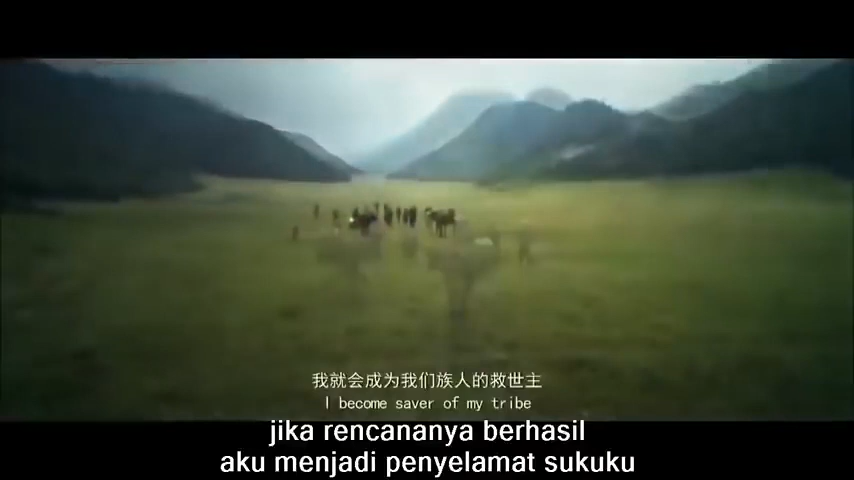 我就会成为我们族人的救世主
I become saver of my tribe
jika rencananya berhasil
aku menjadi penyelamat sukuku